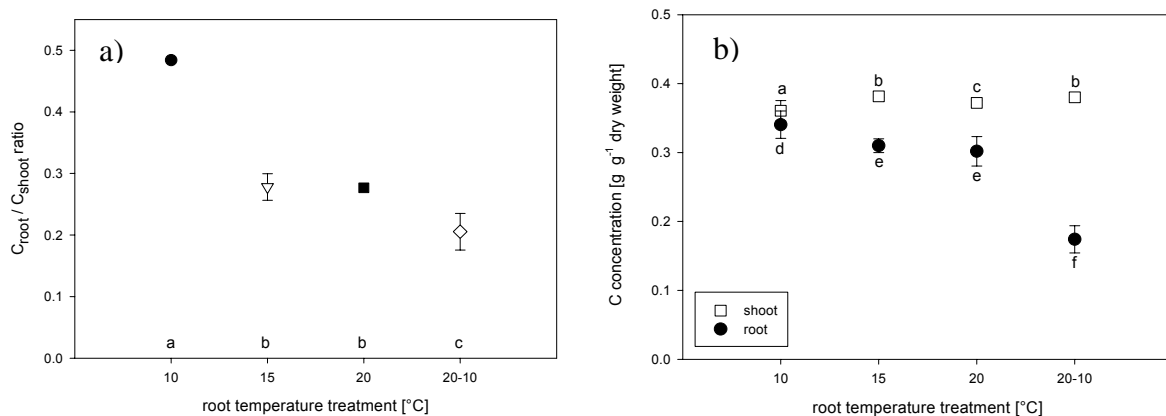 a)
C_root / C_shoot ratio
0.5
0.4
0.3
0.2
0.1
0.0
a b b c
10 15 20 20-10
root temperature treatment [°C]
b)
C concentration [g g⁻¹ dry weight]
0.5
0.4
0.3
0.2
0.1
0.0
a b c b
d e e f
shoot
root
10 15 20 20-10
root temperature treatment [°C]